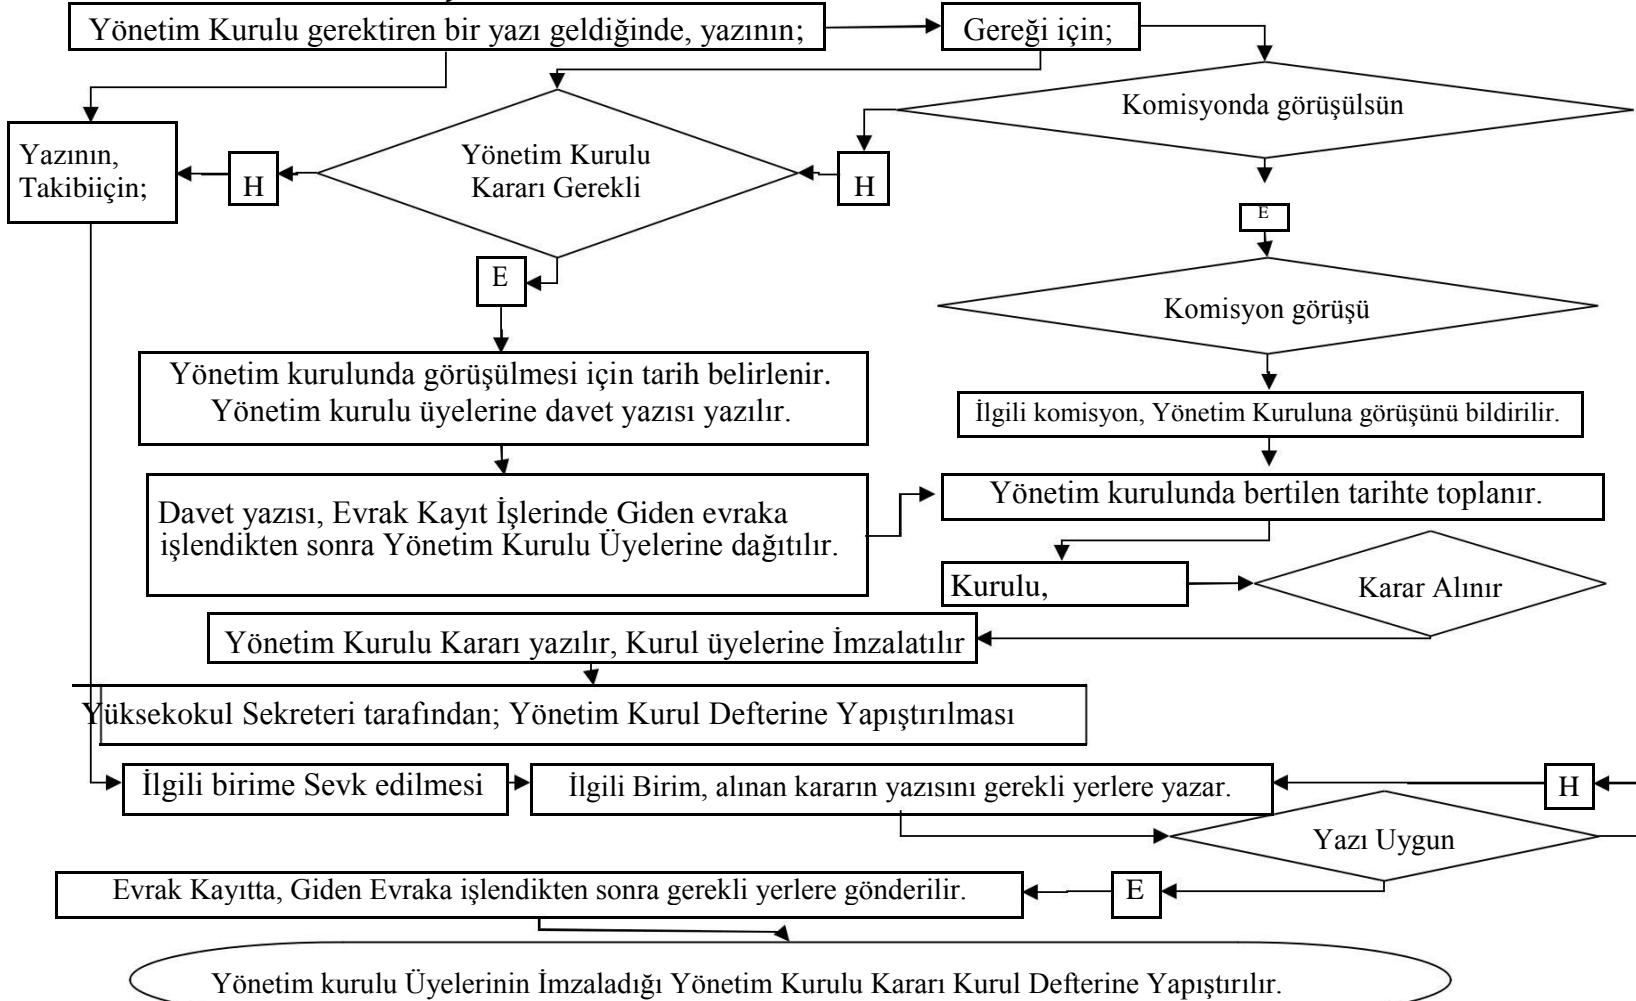 Yönetim Kurulu gerektiren bir yazı geldiğinde, yazının;
Gereği için;
Komisyonda görüşülsün
Yazının,
Takibiiçin;
H
Yönetim Kurulu
Kararı Gerekli
H
E
E
Komisyon görüşü
Yönetim kurulunda görüşülmesi için tarih belirlenir.
Yönetim kurulu üyelerine davet yazısı yazılır.
İlgili komisyon, Yönetim Kuruluna görüşünü bildirilir.
Davet yazısı, Evrak Kayıt İşlerinde Giden evraka
işlendikten sonra Yönetim Kurulu Üyelerine dağıtılır.
Yönetim kurulunda bertilen tarihte toplanır.
Kurulu,
Karar Alınır
Yönetim Kurulu Kararı yazılır, Kurul üyelerine İmzalatılır
Yüksekokul Sekreteri tarafından; Yönetim Kurul Defterine Yapıştırılması
İlgili birime Sevk edilmesi
İlgili Birim, alınan kararın yazısını gerekli yerlere yazar.
H
Yazı Uygun
Evrak Kayıtta, Giden Evraka işlendikten sonra gerekli yerlere gönderilir.
E
Yönetim kurulu Üyelerinin İmzaladığı Yönetim Kurulu Kararı Kurul Defterine Yapıştırılır.